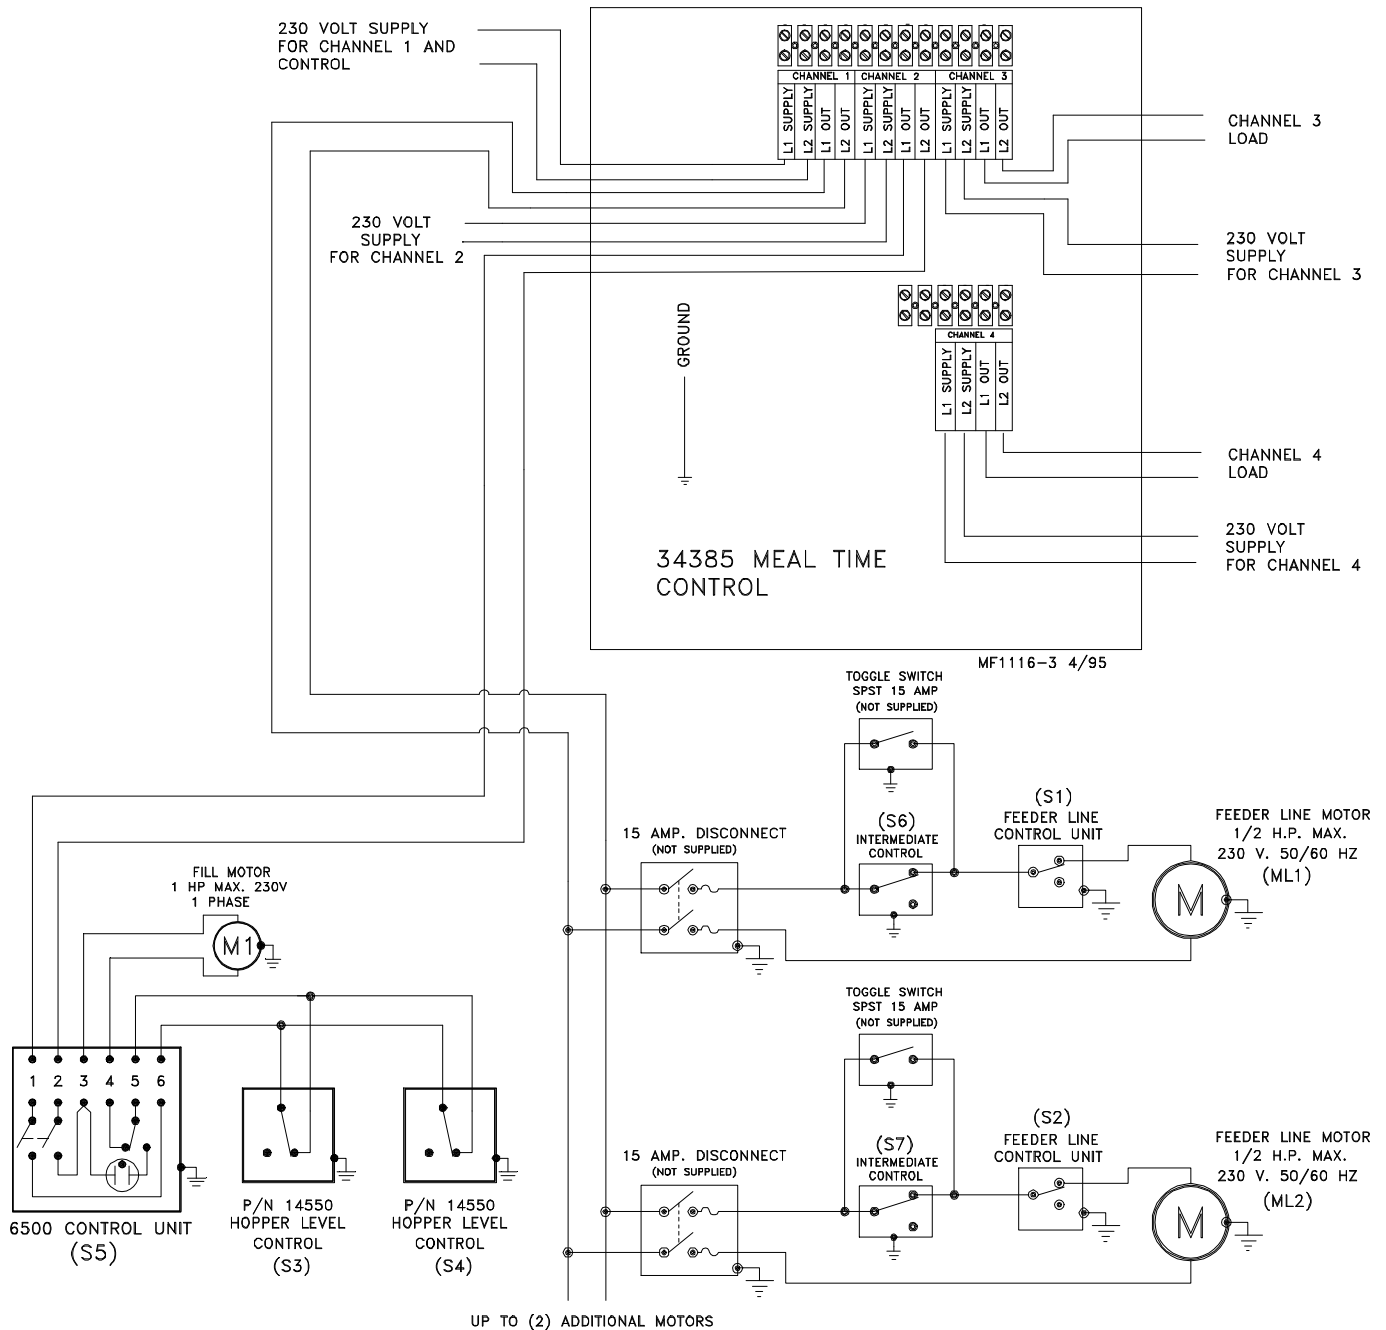 230 VOLT SUPPLY
FOR CHANNEL 1 AND
CONTROL
CHANNEL 1
CHANNEL 2
CHANNEL 3
L1 SUPPLY
L2 SUPPLY
L1 OUT
L2 OUT
L1 SUPPLY
L2 SUPPLY
L1 OUT
L2 OUT
L1 SUPPLY
L2 SUPPLY
L1 OUT
L2 OUT
CHANNEL 3
LOAD
230 VOLT
SUPPLY
FOR CHANNEL 2
230 VOLT
SUPPLY
FOR CHANNEL 3
GROUND
CHANNEL 4
L1 SUPPLY
L2 SUPPLY
L1 OUT
L2 OUT
CHANNEL 4
LOAD
230 VOLT
SUPPLY
FOR CHANNEL 4
34385 MEAL TIME
CONTROL
MF1116-3 4/95
TOGGLE SWITCH
SPST 15 AMP
(NOT SUPPLIED)
15 AMP. DISCONNECT
(NOT SUPPLIED)
(S6)
INTERMEDIATE
CONTROL
(S1)
FEEDER LINE
CONTROL UNIT
FEEDER LINE MOTOR
1/2 H.P. MAX.
230 V. 50/60 HZ
(ML1)
M
FILL MOTOR
1 HP MAX. 230V
1 PHASE
M1
TOGGLE SWITCH
SPST 15 AMP
(NOT SUPPLIED)
1 2 3 4 5 6
15 AMP. DISCONNECT
(NOT SUPPLIED)
(S7)
INTERMEDIATE
CONTROL
(S2)
FEEDER LINE
CONTROL UNIT
FEEDER LINE MOTOR
1/2 H.P. MAX.
230 V. 50/60 HZ
(ML2)
M
6500 CONTROL UNIT
(S5)
P/N 14550
HOPPER LEVEL
CONTROL
(S3)
P/N 14550
HOPPER LEVEL
CONTROL
(S4)
UP TO (2) ADDITIONAL MOTORS